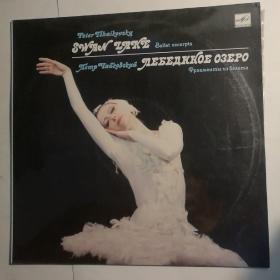 Peter Tchaikovsky
SWAN LAKE Ballet excerpts
Петр Чайковский ЛЕБЕДИНОЕ ОЗЕРО
Фрагменты из балета